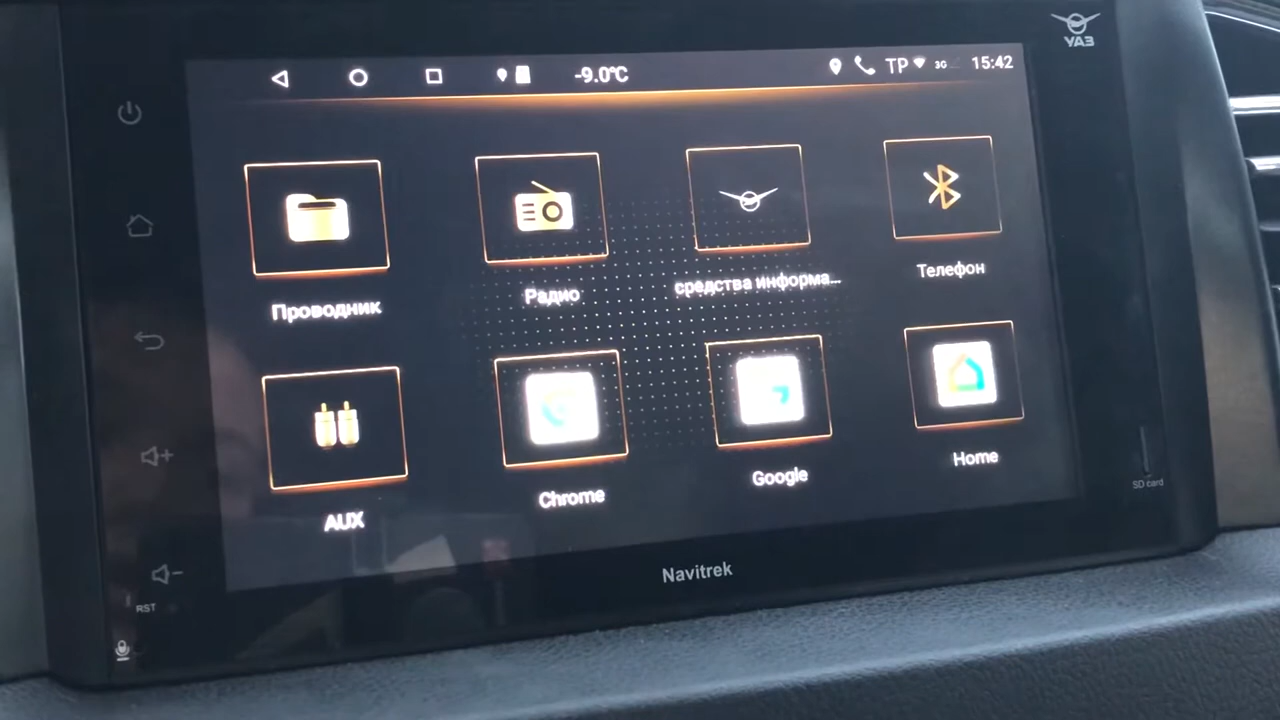 УАЗ
-9.0℃
TP
3G
15:42
Проводник
Радио
средства информа...
Телефон
AUX
Chrome
Google
Home
SD card
Navitrek
RST